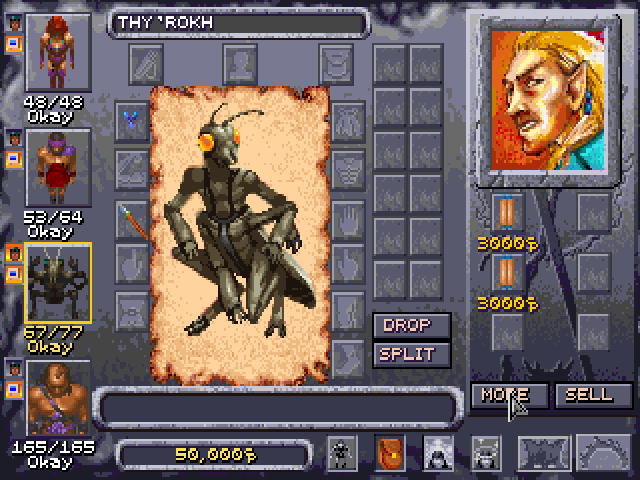 THY'ROKH
48/48
Okay
53/64
Okay
67/77
Okay
165/165
Okay
3000
3000
DROP
SPLIT
MORE
SELL
50,000